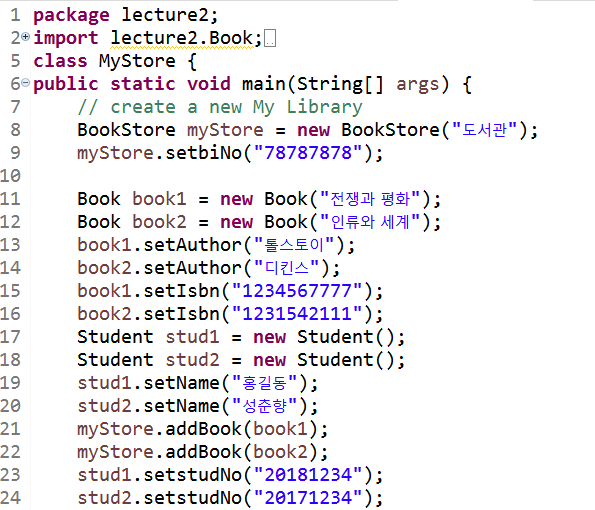 1 package lecture2;
2 import lecture2.Book;
5 class MyStore {
6 public static void main(String[] args) {
7 // create a new My Library
8 BookStore myStore = new BookStore("도서관");
9 myStore.setbiNo("78787878");
10
11 Book book1 = new Book("전쟁과 평화");
12 Book book2 = new Book("인류와 세계");
13 book1.setAuthor("톨스토이");
14 book2.setAuthor("디킨스");
15 book1.setIsbn("1234567777");
16 book2.setIsbn("1231542111");
17 Student stud1 = new Student();
18 Student stud2 = new Student();
19 stud1.setName("홍길동");
20 stud2.setName("성준향");
21 myStore.addBook(book1);
22 myStore.addBook(book2);
23 stud1.setstudNo("20181234");
24 stud2.setstudNo("20171234");